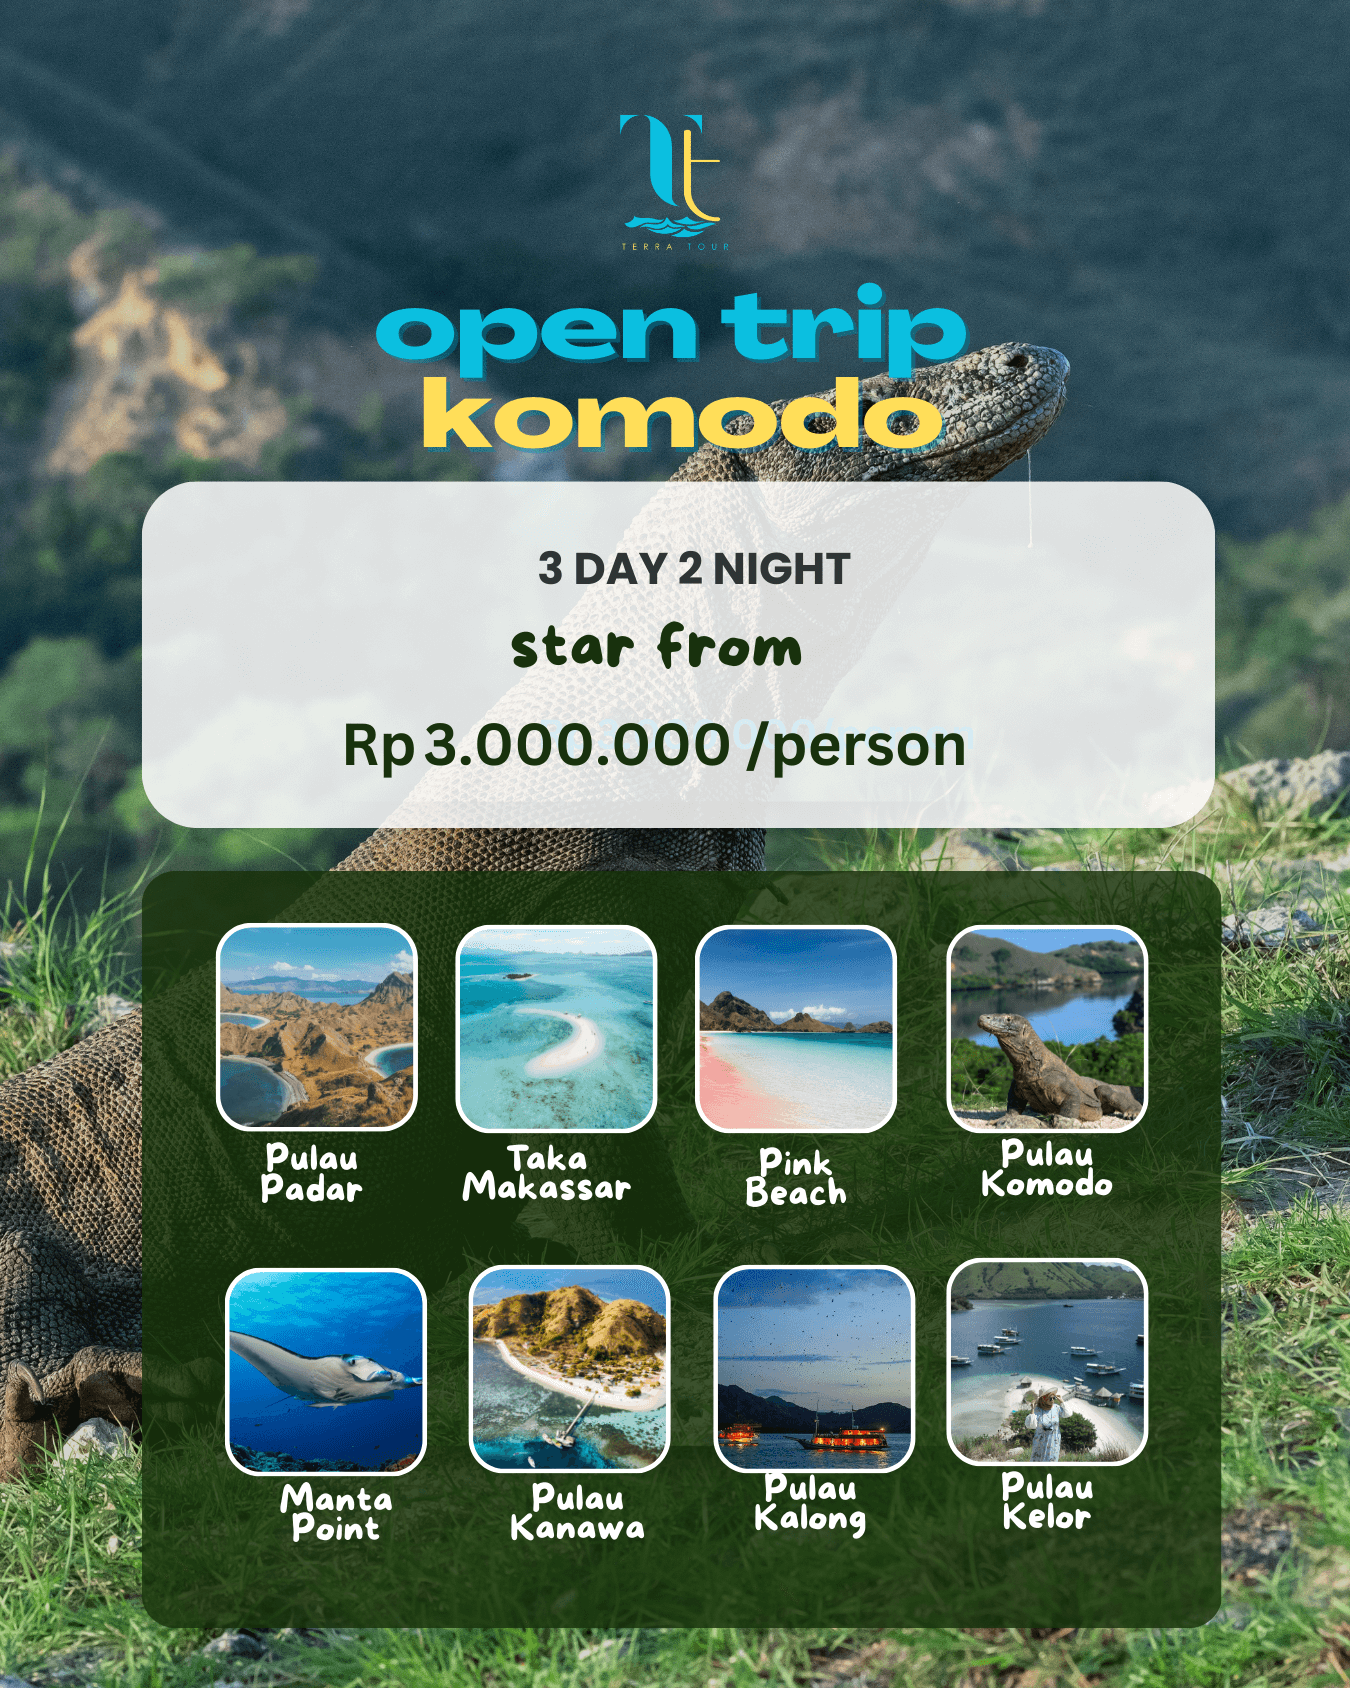 TERRA TOUR
open trip
komodo
3 DAY 2 NIGHT
star from
Rp 3.000.000 /person
Pulau
Padar
Taka
Makassar
Pink
Beach
Pulau
Komodo
Manta
Point
Pulau
Kanawa
Pulau
Kalong
Pulau
Kelor